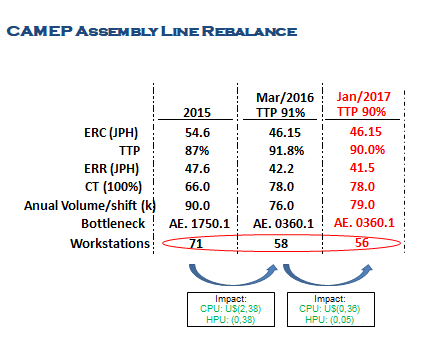 CAMEP ASSEMBLY LINE REBALANCE
2015 Mar/2016 TTP 91% Jan/2017 TTP 90%
ERC (JPH) 54.6 46.15 46.15
TTP 87% 91.8% 90.0%
ERR (JPH) 47.6 42.2 41.5
CT (100%) 66.0 78.0 78.0
Anual Volume/shift (k) 90.0 76.0 79.0
Bottleneck AE. 1750.1 AE. 0360.1 AE. 0360.1
Workstations 71 58 56
Impact:
CPU: U$(2,38)
HPU: (0,38)
Impact:
CPU: U$(0,36)
HPU: (0,05)